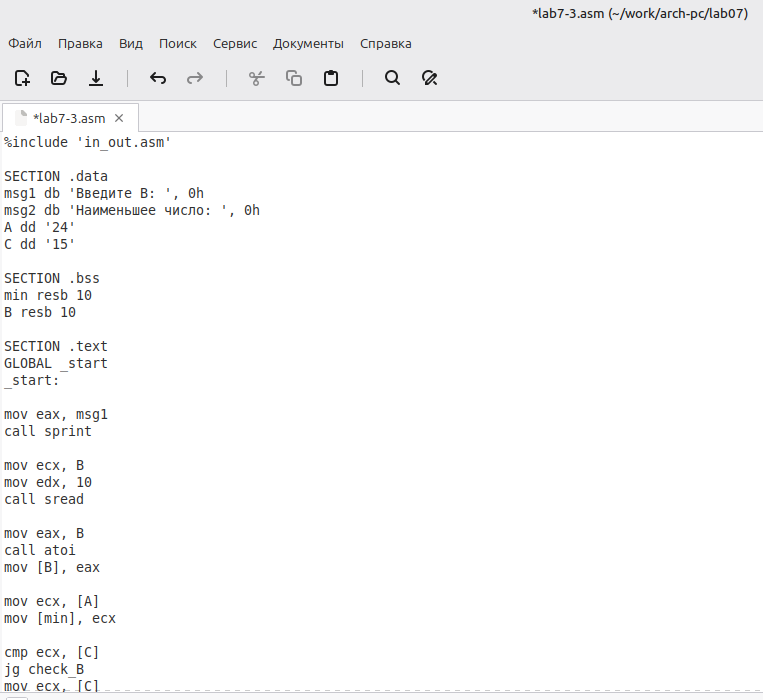 *lab7-3.asm (~/work/arch-pc/lab07)
Файл Правка Вид Поиск Сервис Документы Справка
*lab7-3.asm
%include 'in_out.asm'
SECTION .data
msg1 db 'Введите B: ', 0h
msg2 db 'Наименьшее число: ', 0h
A dd '24'
C dd '15'
SECTION .bss
min resb 10
B resb 10
SECTION .text
GLOBAL _start
_start:
mov eax, msg1
call sprint
mov ecx, B
mov edx, 10
call sread
mov eax, B
call atoi
mov [B], eax
mov ecx, [A]
mov [min], ecx
cmp ecx, [C]
jg check_B
mov ecx, [C]